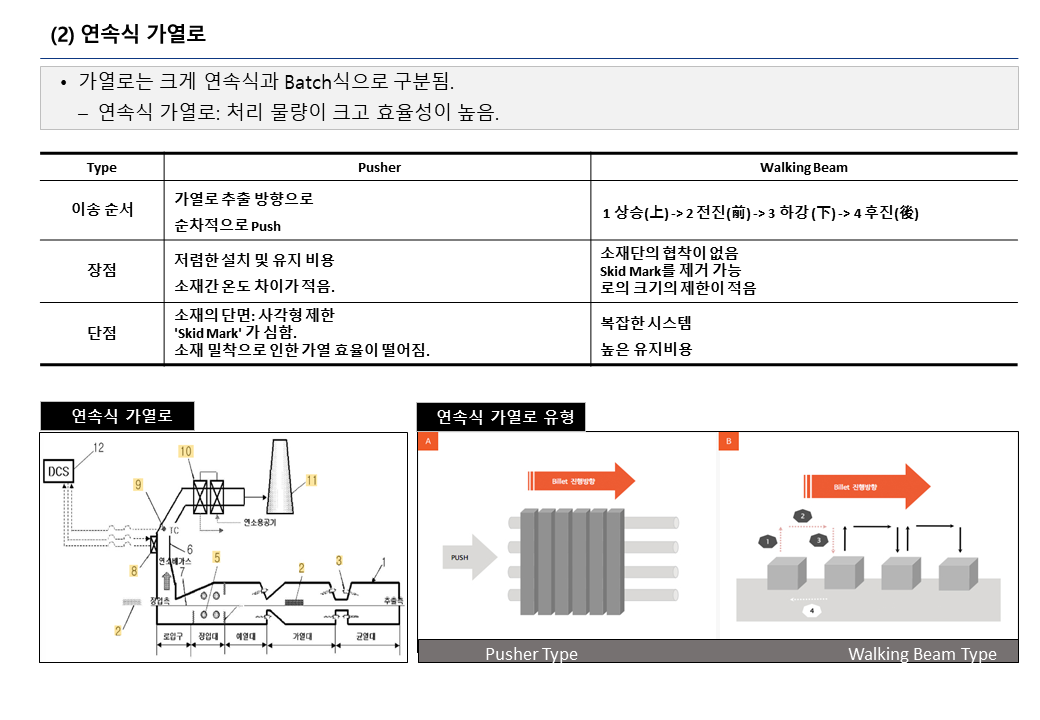 (2) 연속식 가열로
• 가열로는 크게 연속식과 Batch식으로 구분됨.
– 연속식 가열로: 처리 물량이 크고 효율성이 높음.
Type
Pusher
Walking Beam
이송 순서
가열로 추출 방향으로
순차적으로 Push
1 상승(上) -> 2 전진(前) -> 3 하강 (下) -> 4 후진(後)
장점
저렴한 설치 및 유지 비용
소재간 온도 차이가 적음.
소재단의 협착이 없음
Skid Mark를 제거 가능
로의 크기의 제한이 적음
단점
소재의 단면: 사각형 제한
'Skid Mark' 가 심함.
소재 밀착으로 인한 가열 효율이 떨어짐.
복잡한 시스템
높은 유지비용
연속식 가열로
DCS
12
10
11
9
TC
연소용공기
6
연소배가스
8
7
5
2
3
1
장입측
추출측
2
로입구
장입대
예열대
가열대
균열대
연속식 가열로 유형
A
Billet 진행방향
PUSH
Pusher Type
B
Billet 진행방향
1
2
3
4
Walking Beam Type